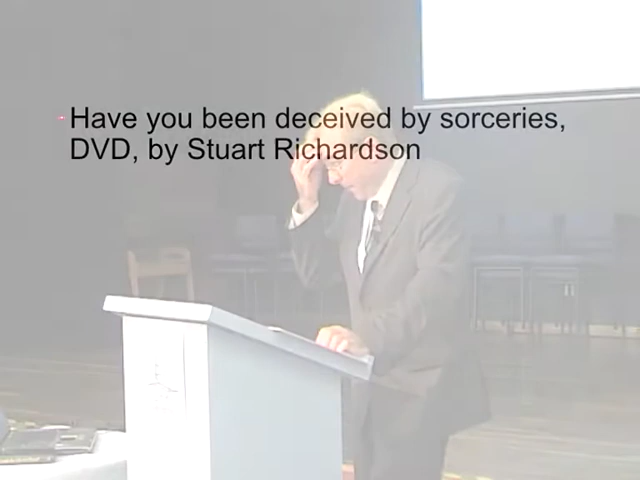 Have you been deceived by sorceries,
DVD, by Stuart Richardson